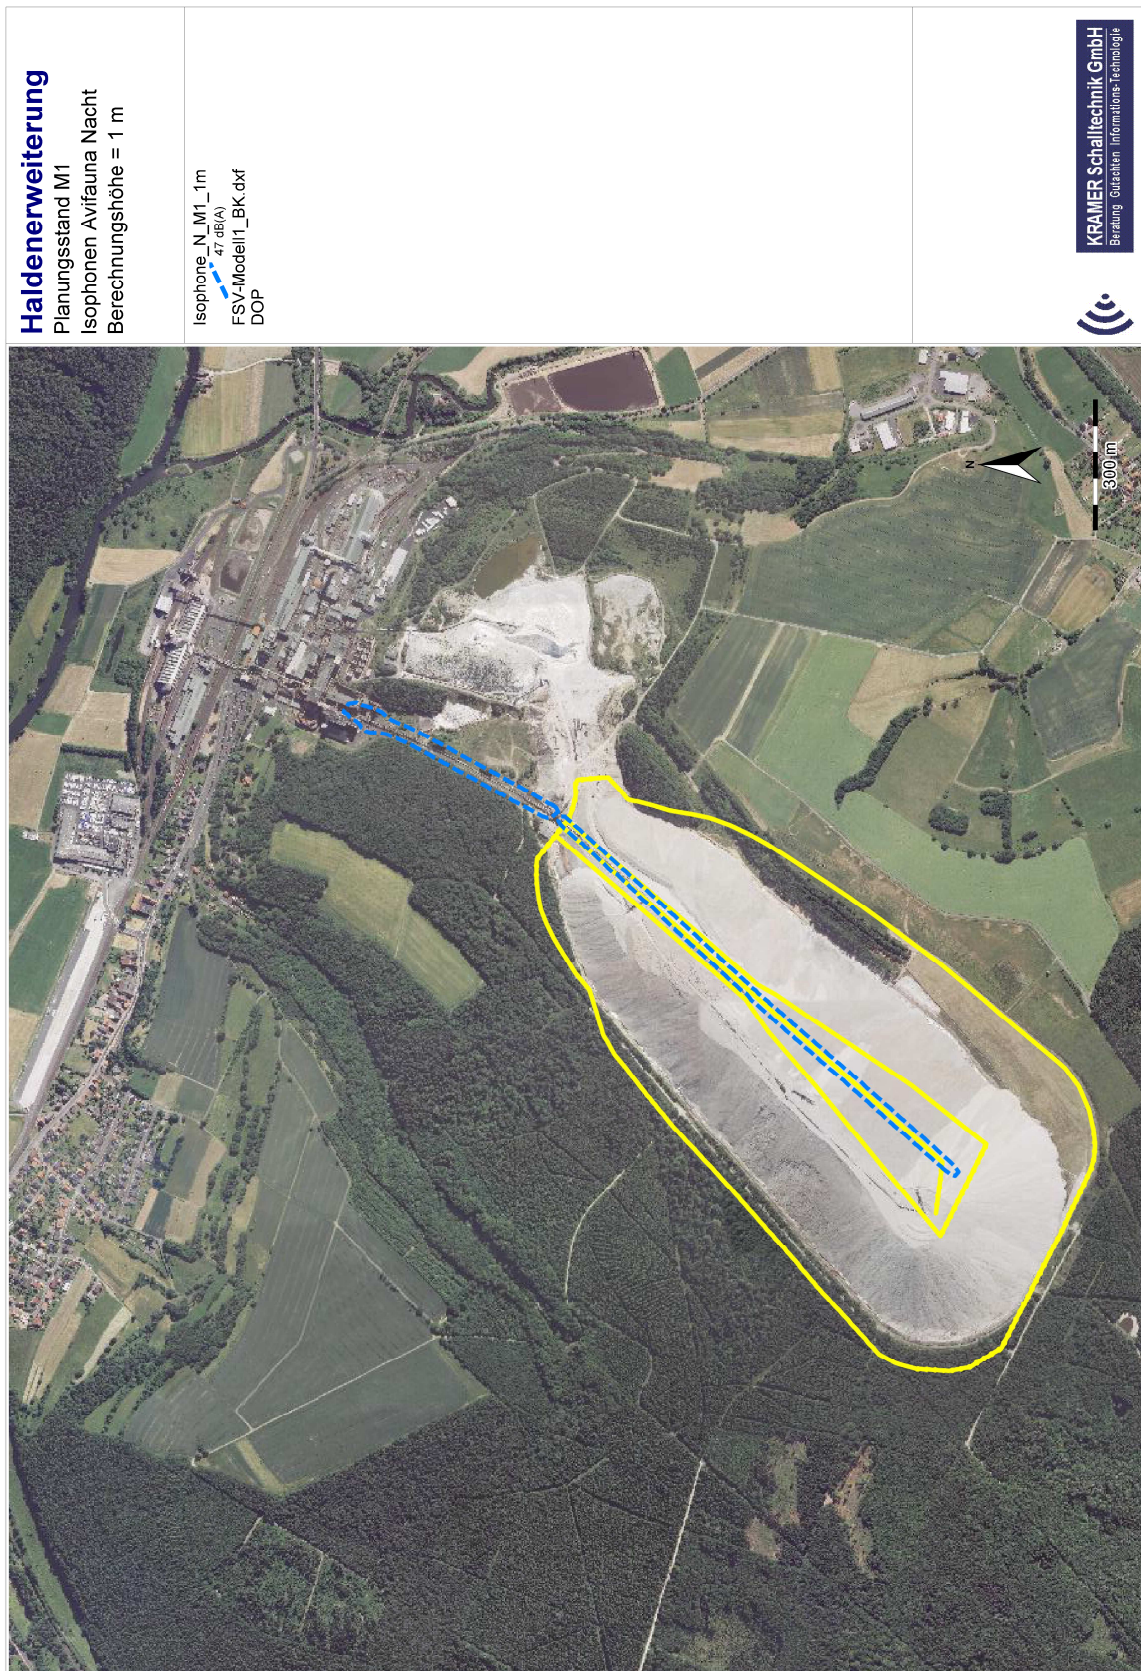 Haldenerweiterung
Planungsstand M1
Isophonen Avifauna Nacht
Berechnungshöhe = 1 m
Isophone_N_M1_1m
47 dB(A)
FSV-Modell1_BK.dxf
DOP
KRAMER Schalltechnik GmbH
Beratung Gutachten Informations-Technologie
N
300 m